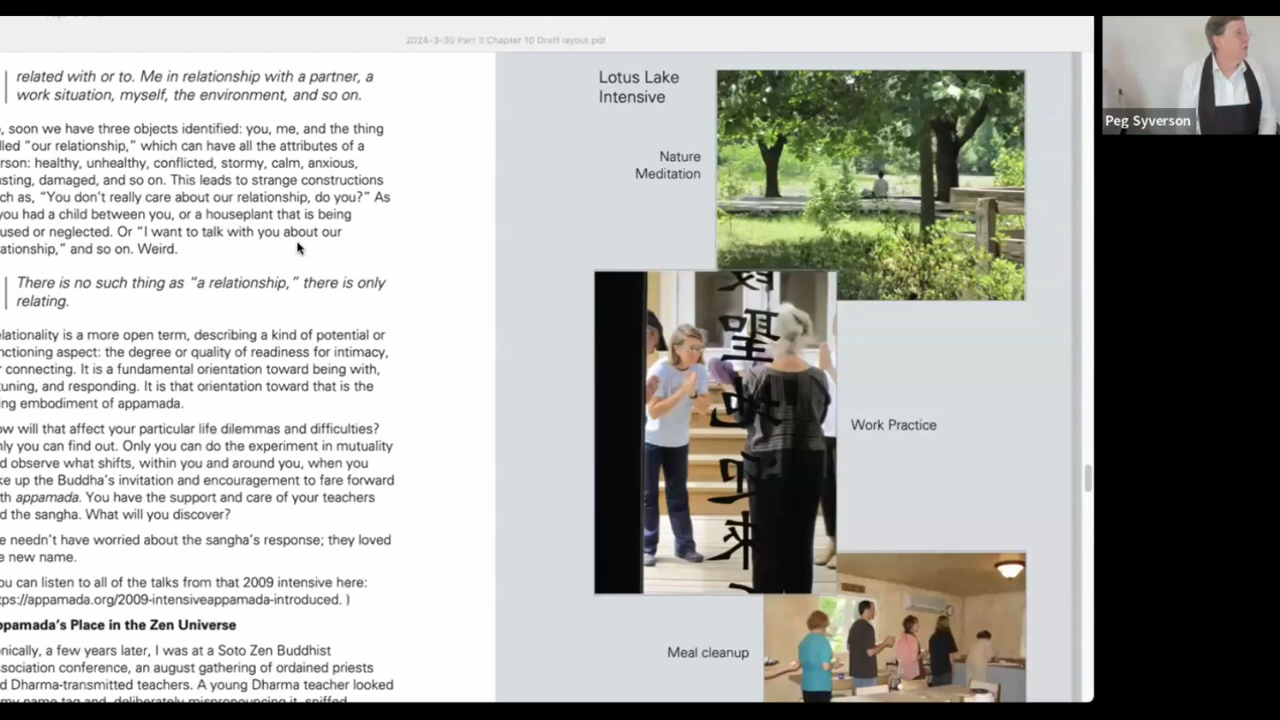 2024-3-30 Part 3 Chapter 10 Draft layout.pdf
related with or to. Me in relationship with a partner, a
work situation, myself, the environment, and so on.
, soon we have three objects identified: you, me, and the thing
lled “our relationship,” which can have all the attributes of a
erson: healthy, unhealthy, conflicted, stormy, calm, anxious,
usting, damaged, and so on. This leads to strange constructions
ch as, “You don’t really care about our relationship, do you?” As
you had a child between you, or a houseplant that is being
used or neglected. Or “I want to talk with you about our
ationship,” and so on. Weird.
There is no such thing as “a relationship,” there is only
relating.
elationality is a more open term, describing a kind of potential or
nctioning aspect: the degree or quality of readiness for intimacy,
r connecting. It is a fundamental orientation toward being with,
tuning, and responding. It is that orientation toward that is the
ing embodiment of appamada.
ow will that affect your particular life dilemmas and difficulties?
nly you can find out. Only you can do the experiment in mutuality
d observe what shifts, within you and around you, when you
ke up the Buddha’s invitation and encouragement to fare forward
th appamada. You have the support and care of your teachers
d the sangha. What will you discover?
e needn’t have worried about the sangha’s response; they loved
e new name.
ou can listen to all of the talks from that 2009 intensive here:
tps://appamada.org/2009-intensiveappamada-introduced. )
ppamada’s Place in the Zen Universe
onically, a few years later, I was at a Soto Zen Buddhist
ssociation conference, an august gathering of ordained priests
d Dharma-transmitted teachers. A young Dharma teacher looked
my name tag and, deliberately mispronouncing it, sniffed
Lotus Lake
Intensive
Nature
Meditation
Work Practice
Meal cleanup
Peg Syverson